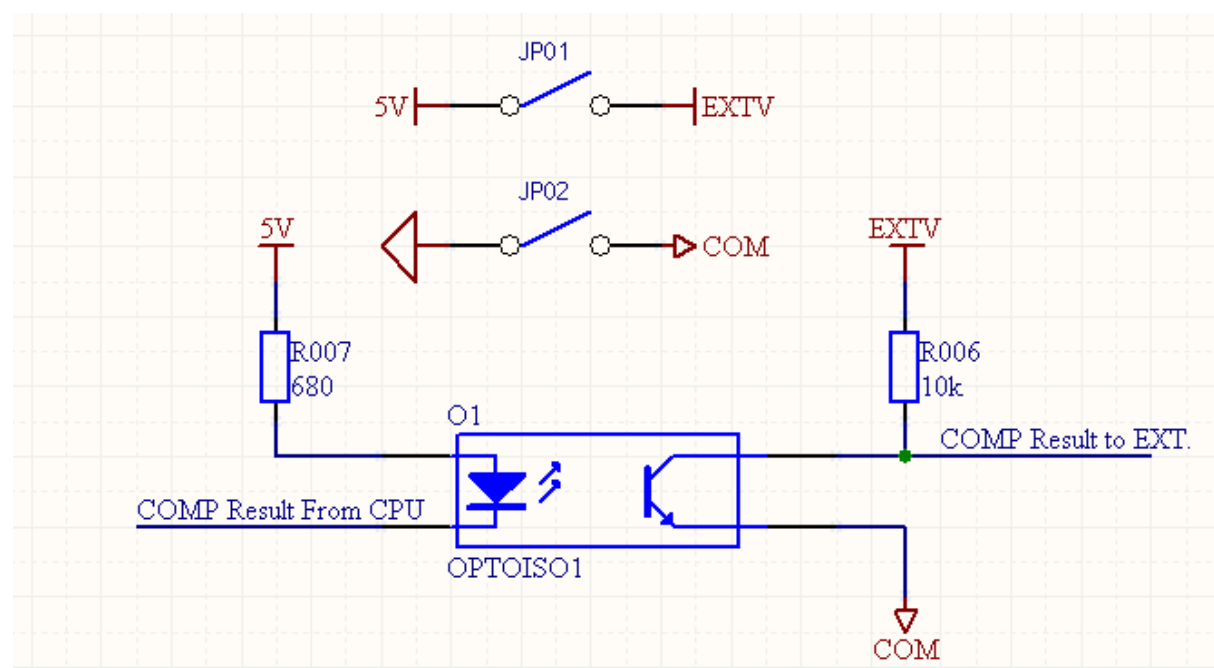 JP01
5V
EXTV
JP02
COM
5V
EXTV
R007
680
R006
10k
O1
COMP Result to EXT.
COMP Result From CPU
OPTOISO1
COM